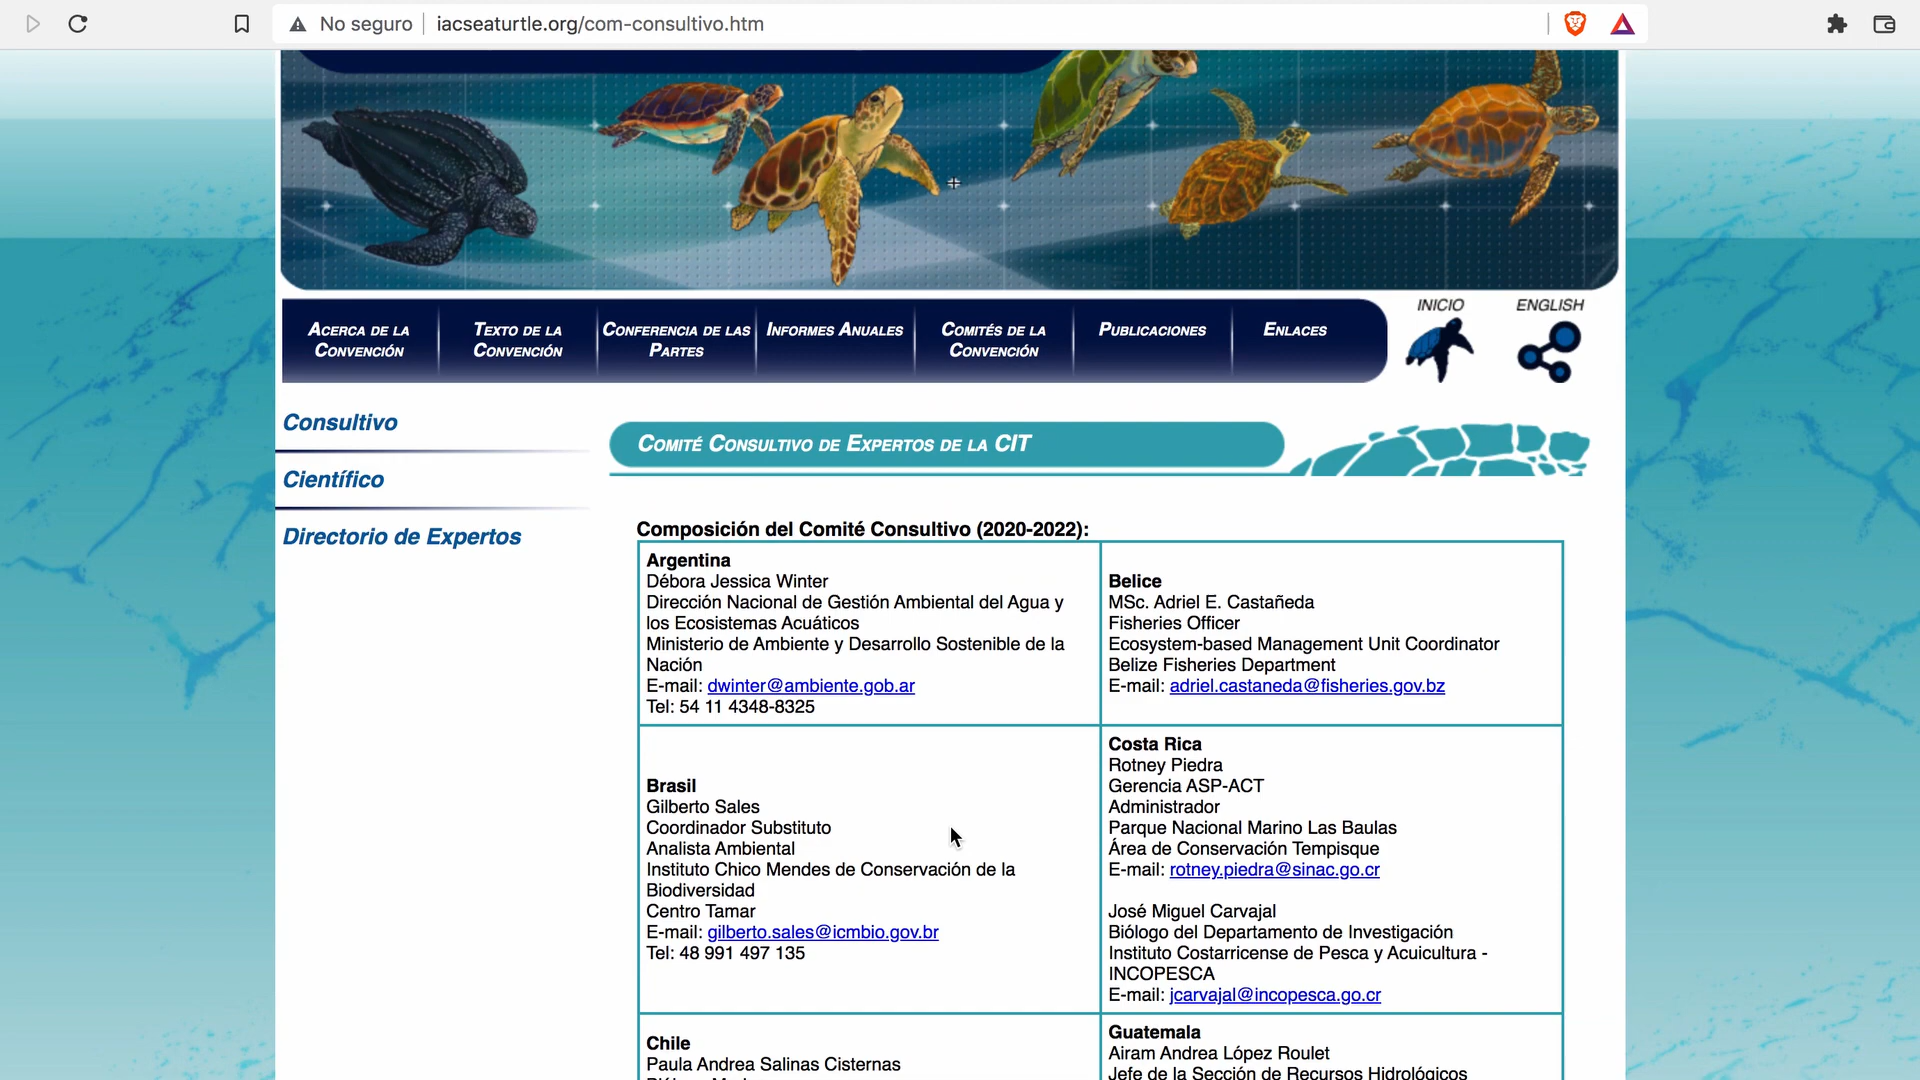 No seguro
iacseaturtle.org/com-consultivo.htm
ACERCA DE LA CONVENCIÓN
TEXTO DE LA CONVENCIÓN
CONFERENCIA DE LAS PARTES
INFORMES ANUALES
COMITÉS DE LA CONVENCIÓN
PUBLICACIONES
ENLACES
INICIO
ENGLISH
Consultivo
Científico
Directorio de Expertos
COMITÉ CONSULTIVO DE EXPERTOS DE LA CIT
Composición del Comité Consultivo (2020-2022):
Argentina
Débora Jessica Winter
Dirección Nacional de Gestión Ambiental del Agua y
los Ecosistemas Acuáticos
Ministerio de Ambiente y Desarrollo Sostenible de la
Nación
E-mail: dwinter@ambiente.gob.ar
Tel: 54 11 4348-8325
Belice
MSc. Adriel E. Castañeda
Fisheries Officer
Ecosystem-based Management Unit Coordinator
Belize Fisheries Department
E-mail: adriel.castaneda@fisheries.gov.bz
Brasil
Gilberto Sales
Coordinador Substituto
Analista Ambiental
Instituto Chico Mendes de Conservación de la
Biodiversidad
Centro Tamar
E-mail: gilberto.sales@icmbio.gov.br
Tel: 48 991 497 135
Costa Rica
Rotney Piedra
Gerencia ASP-ACT
Administrador
Parque Nacional Marino Las Baulas
Área de Conservación Tempisque
E-mail: rotney.piedra@sinac.go.cr
José Miguel Carvajal
Biólogo del Departamento de Investigación
Instituto Costarricense de Pesca y Acuicultura -
INCOPESCA
E-mail: jcarvajal@incopesca.go.cr
Chile
Paula Andrea Salinas Cisternas
Guatemala
Airam Andrea López Roulet
Jefe de la Sección de Recursos Hidrológicos